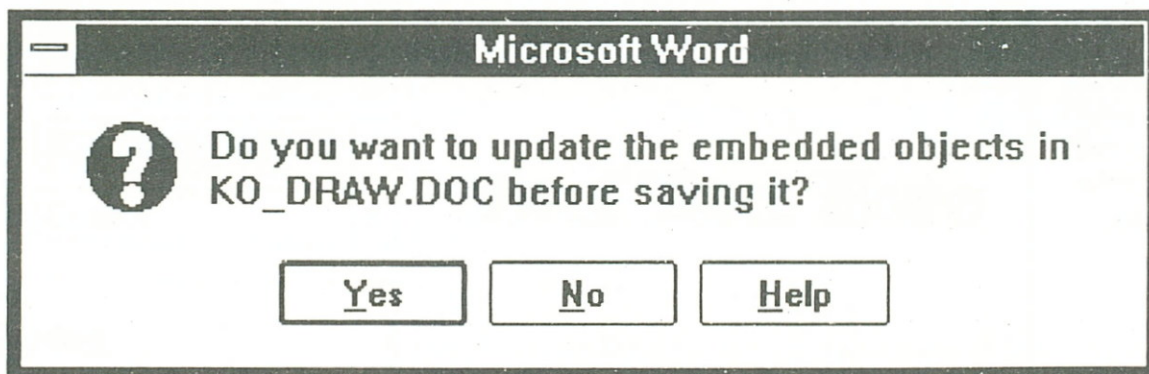 Microsoft Word
Do you want to update the embedded objects in
KO_DRAW.DOC before saving it?
Yes No Help